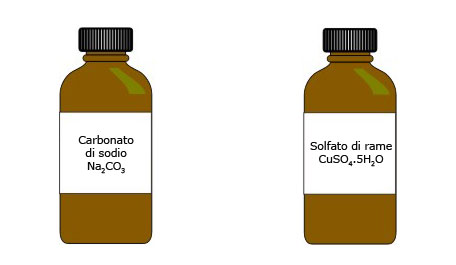 Carbonato
di sodio
Na₂CO₃
Solfato di rame
CuSO₄.5H₂O